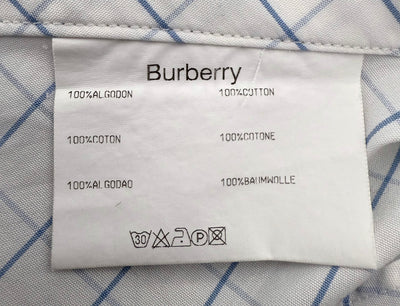 Burberry
100%ALGODON 100%COTTON
100%COTON 100%COTONE
100%ALGODAO 100%BAUMWOLLE
30 P